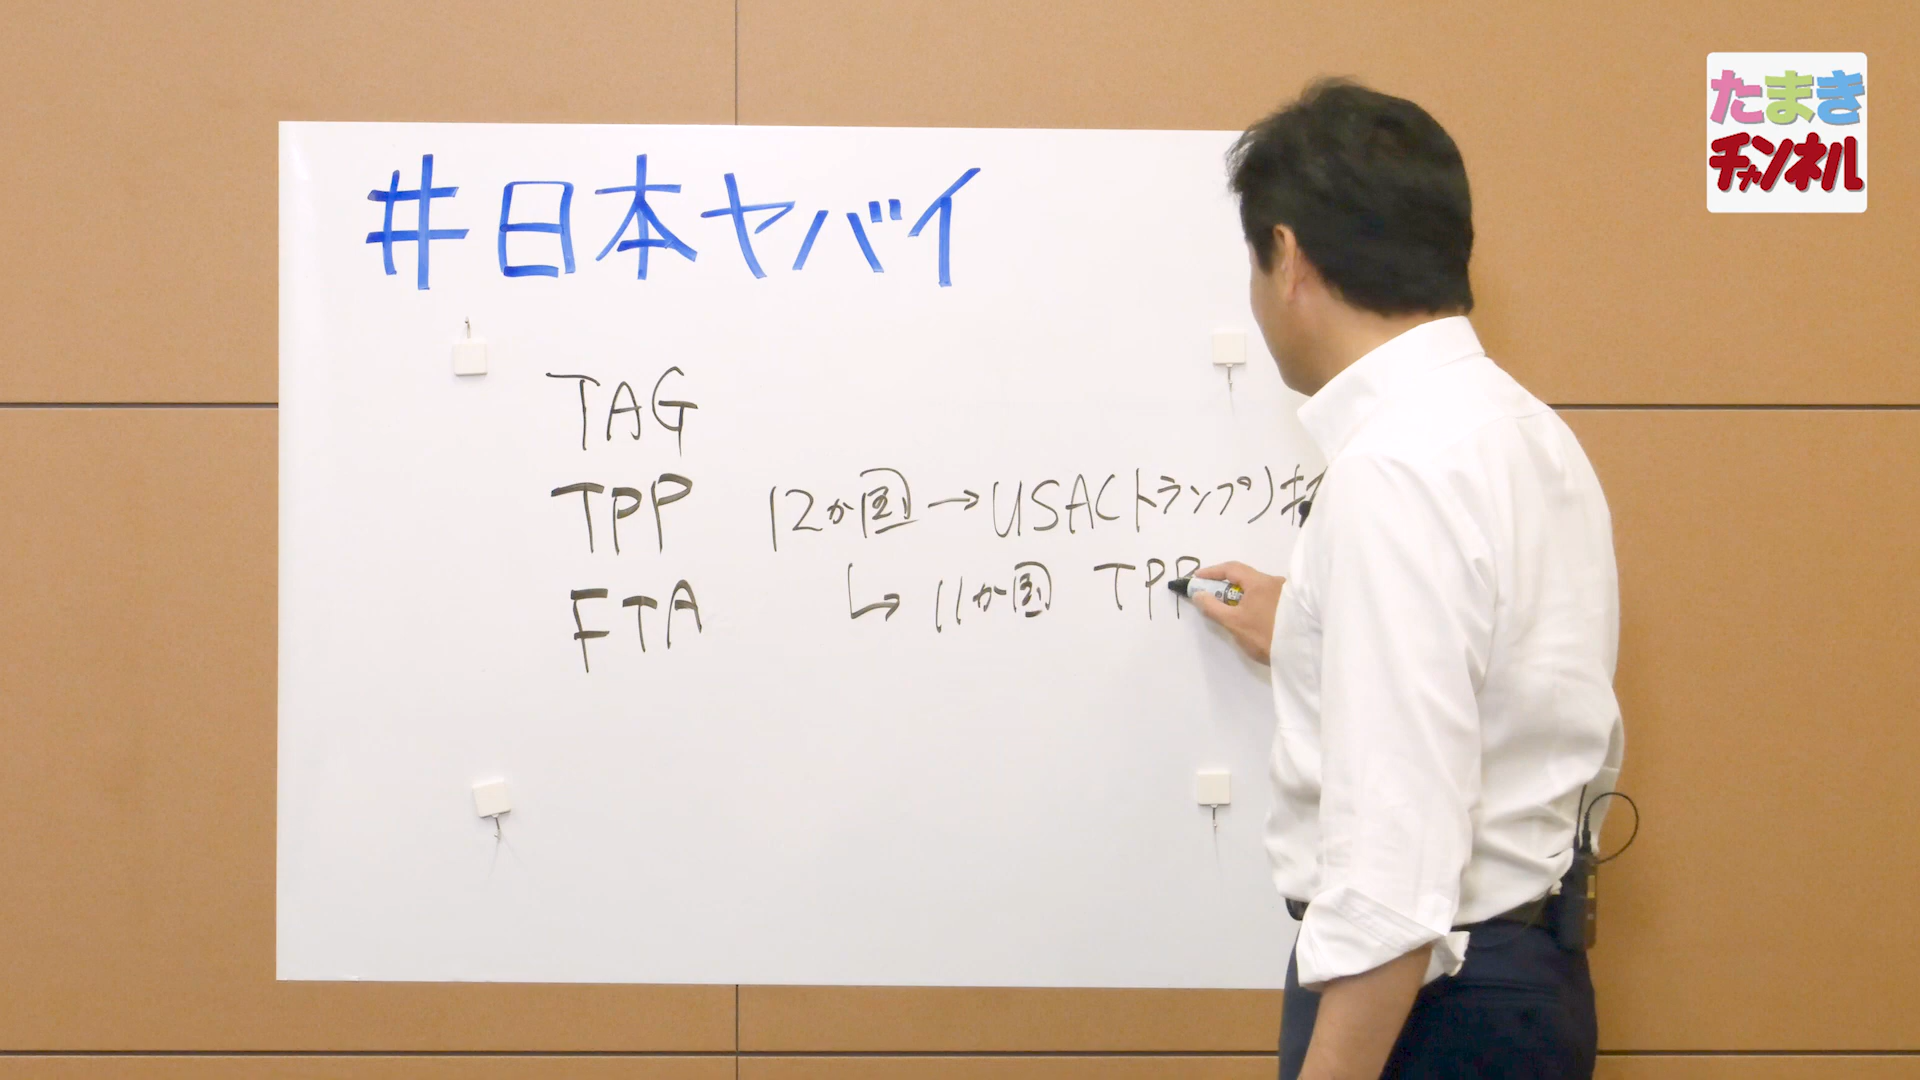 たまき
チャンネル
#日本ヤバイ
TAG
TPP 12か国→USA(トランプ)
↳11か国 TPP
FTA